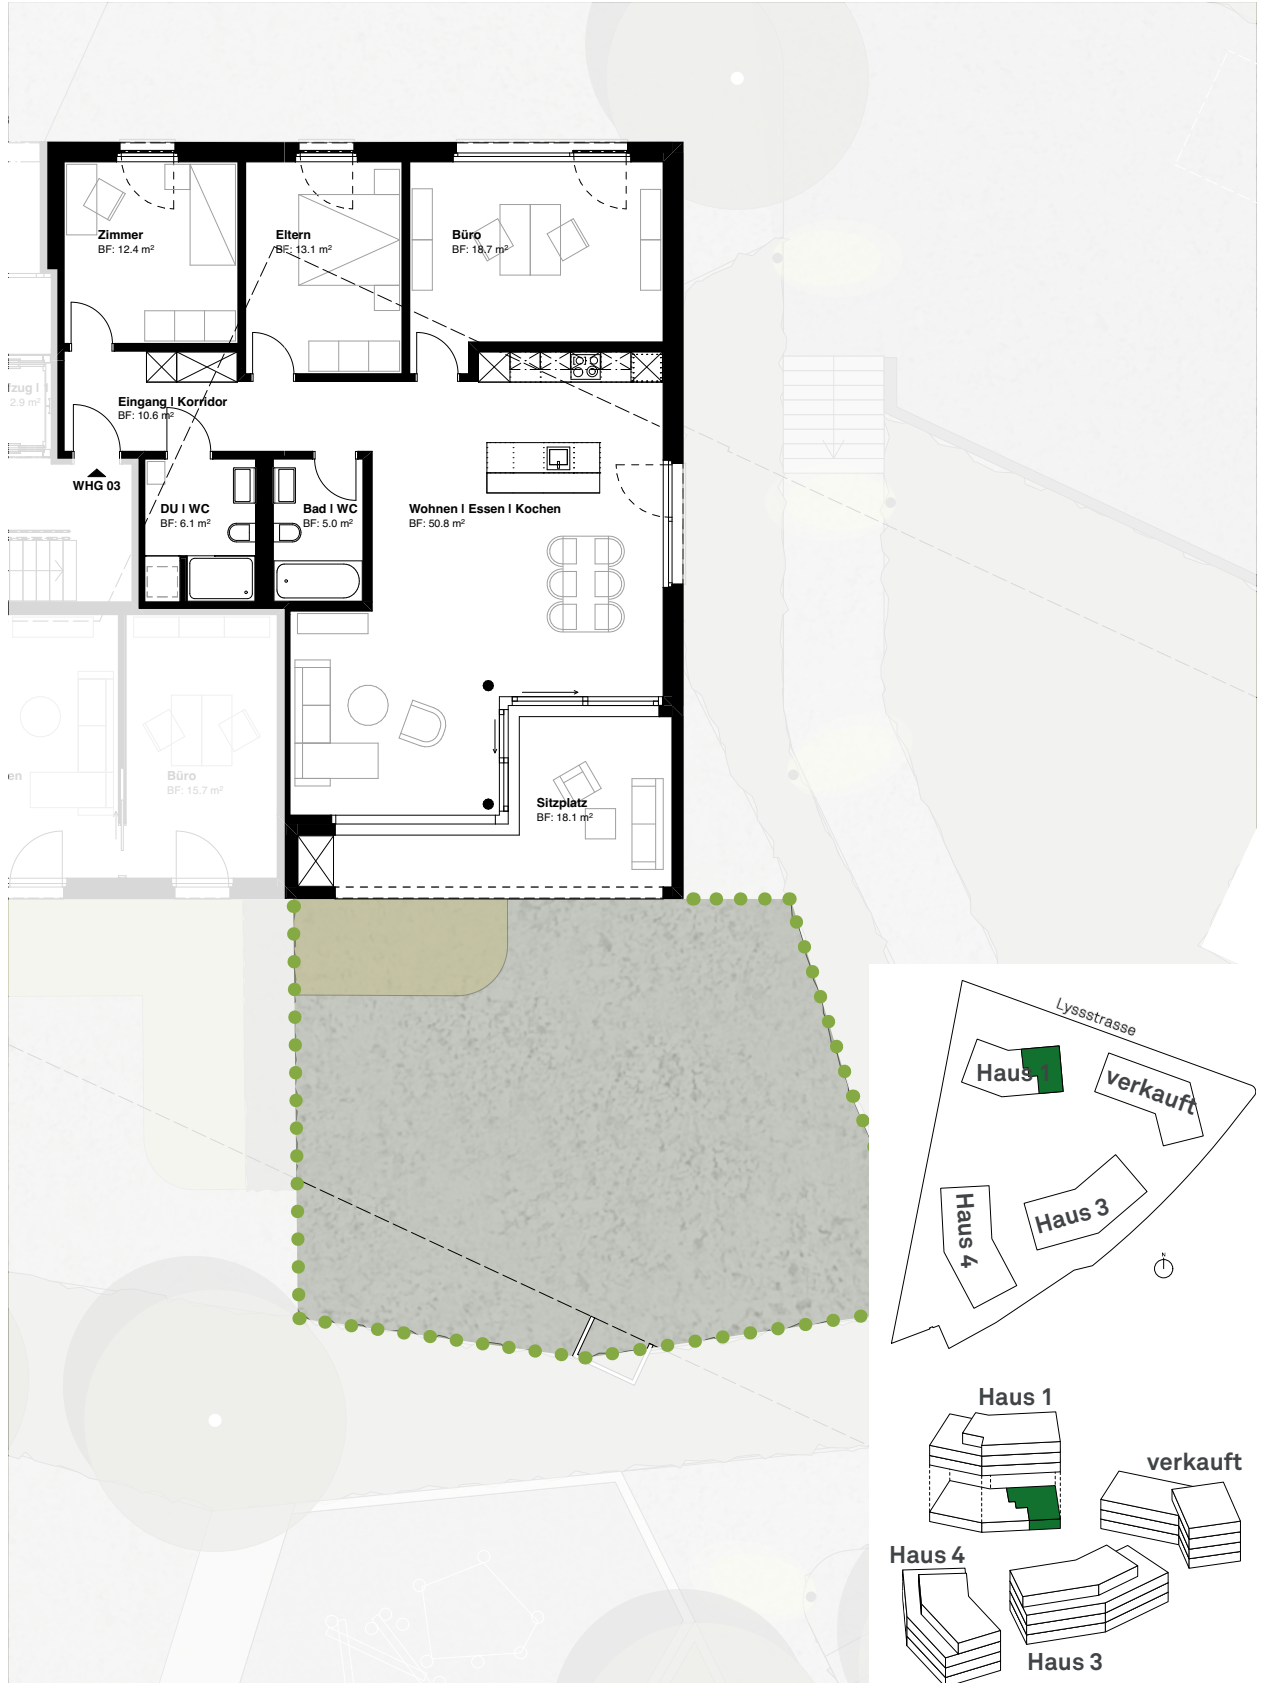 Zimmer
BF: 12.4 m²
Eltern
BF: 13.1 m²
Büro
BF: 18.7 m²
Eingang | Korridor
BF: 10.6 m²
2.9 m²
WHG 03
DU | WC
BF: 6.1 m²
Bad | WC
BF: 5.0 m²
Wohnen | Essen | Kochen
BF: 50.8 m²
Büro
BF: 15.7 m²
Sitzplatz
BF: 18.1 m²
Lyssstrasse
Haus 1
verkauft
Haus 4
Haus 3
N
Haus 1
verkauft
Haus 4
Haus 3